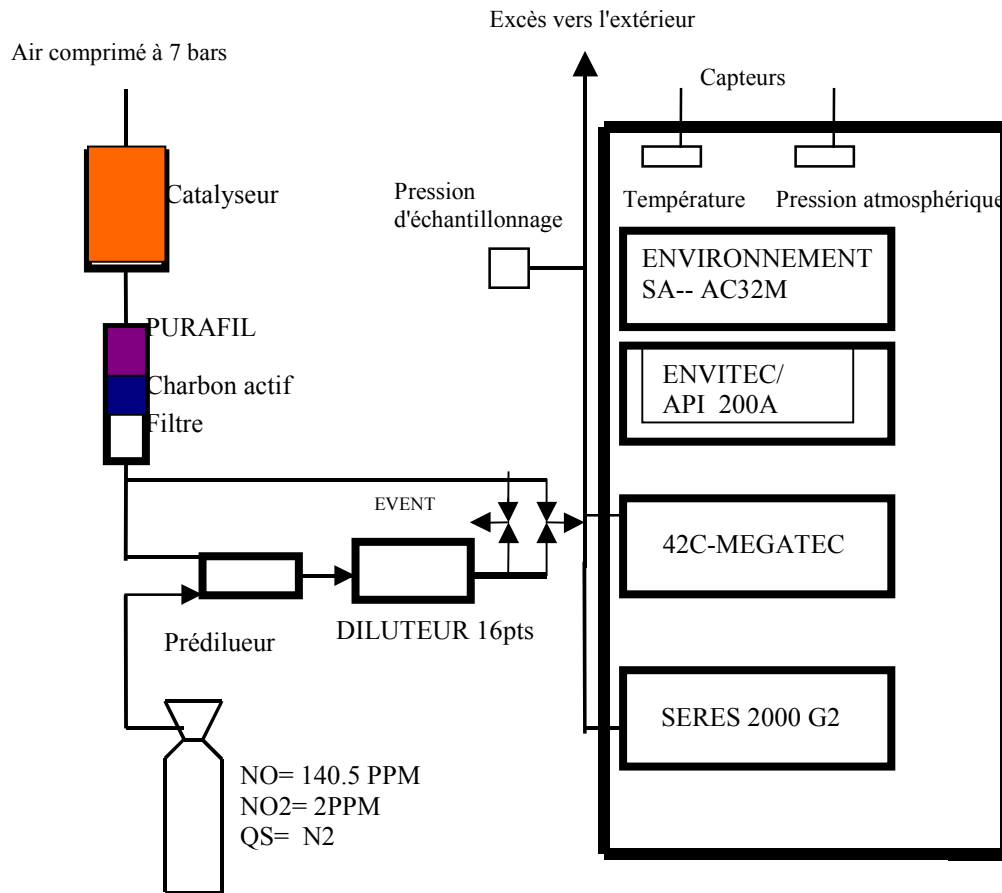 Excès vers l'extérieur
Air comprimé à 7 bars
Capteurs
Catalyseur
Pression
d'échantillonnage
Température
Pression atmosphérique
ENVIRONNEMENT
SA-- AC32M
PURAFIL
Charbon actif
Filtre
ENVITEC/
API 200A
EVENT
42C-MEGATEC
Prédilueur
DILUTEUR 16pts
SERES 2000 G2
NO= 140.5 PPM
NO2= 2PPM
QS= N2